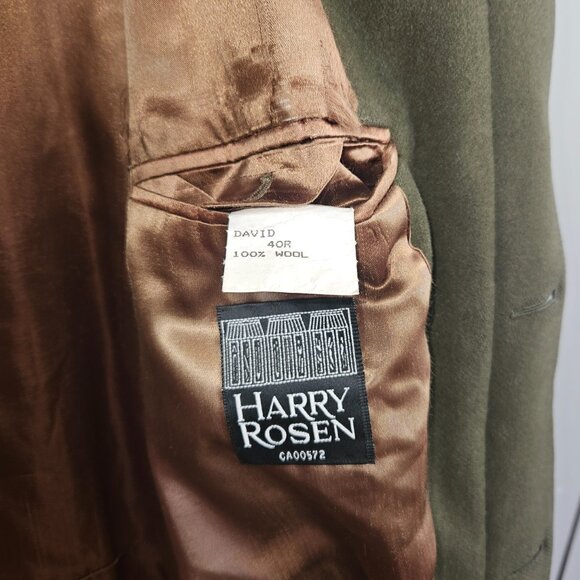 DAVID
40R
100% WOOL
HARRY
ROSEN
CA00572